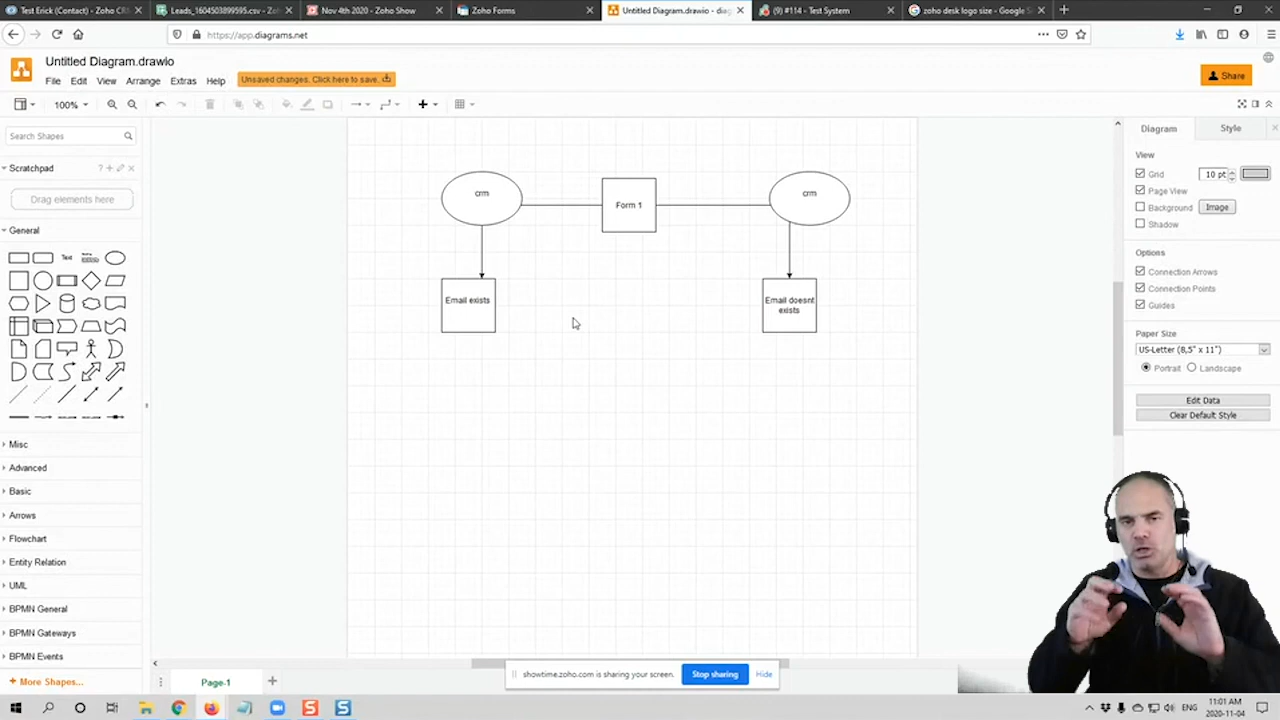 Test Erick (Contact) - Zoho CR
Leads_1604503899595.csv - Zo
Nov 4th 2020 - Zoho Show
Zoho Forms
Untitled Diagram.drawio - diag
(9) #114 - Test System
zoho desk logo size - Google S
https://app.diagrams.net
Untitled Diagram.drawio
File Edit View Arrange Extras Help
Unsaved changes. Click here to save.
Share
100%
Search Shapes
Scratchpad
Drag elements here
General
Text
Misc
Advanced
Basic
Arrows
Flowchart
Entity Relation
UML
BPMN General
BPMN Gateways
BPMN Events
+ More Shapes...
crm
Form 1
crm
Email exists
Email doesnt
exists
Diagram
Style
View
Grid
10 pt
Page View
Background
Image
Shadow
Options
Connection Arrows
Connection Points
Guides
Paper Size
US-Letter (8,5" x 11")
Portrait
Landscape
Edit Data
Clear Default Style
Page-1
showtime.zoho.com is sharing your screen.
Stop sharing
Hide
ENG
11:01 AM
2020-11-04